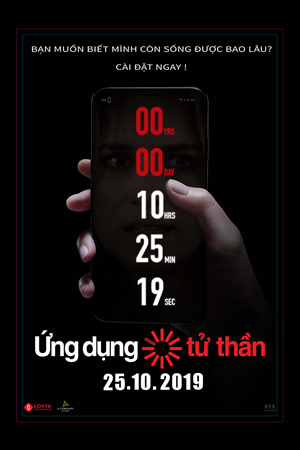 BẠN MUỐN BIẾT MÌNH CÒN SỐNG ĐƯỢC BAO LÂU?
CÀI ĐẶT NGAY !
00 YRS
00 DAY
10 HRS
25 MIN
19 SEC
Ứng dụng tử thần
25.10.2019
LOTTE
STX